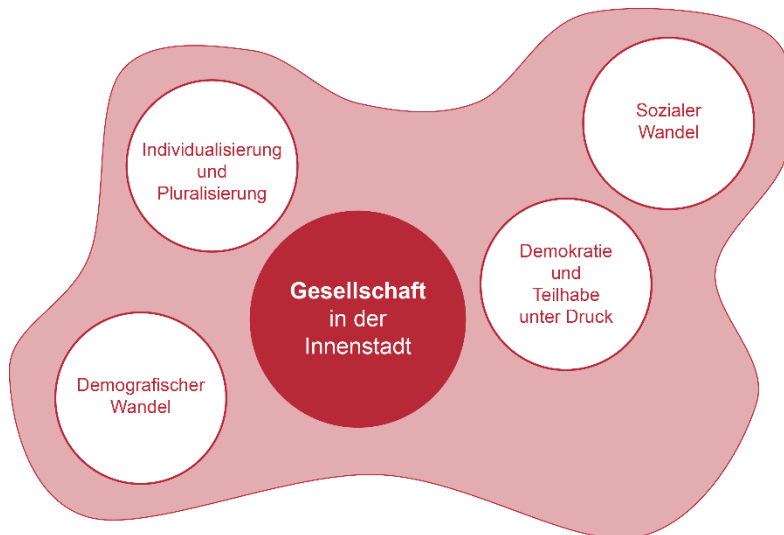 Individualisierung
und
Pluralisierung
Sozialer
Wandel
Gesellschaft
in der
Innenstadt
Demokratie
und
Teilhabe
unter Druck
Demografischer
Wandel